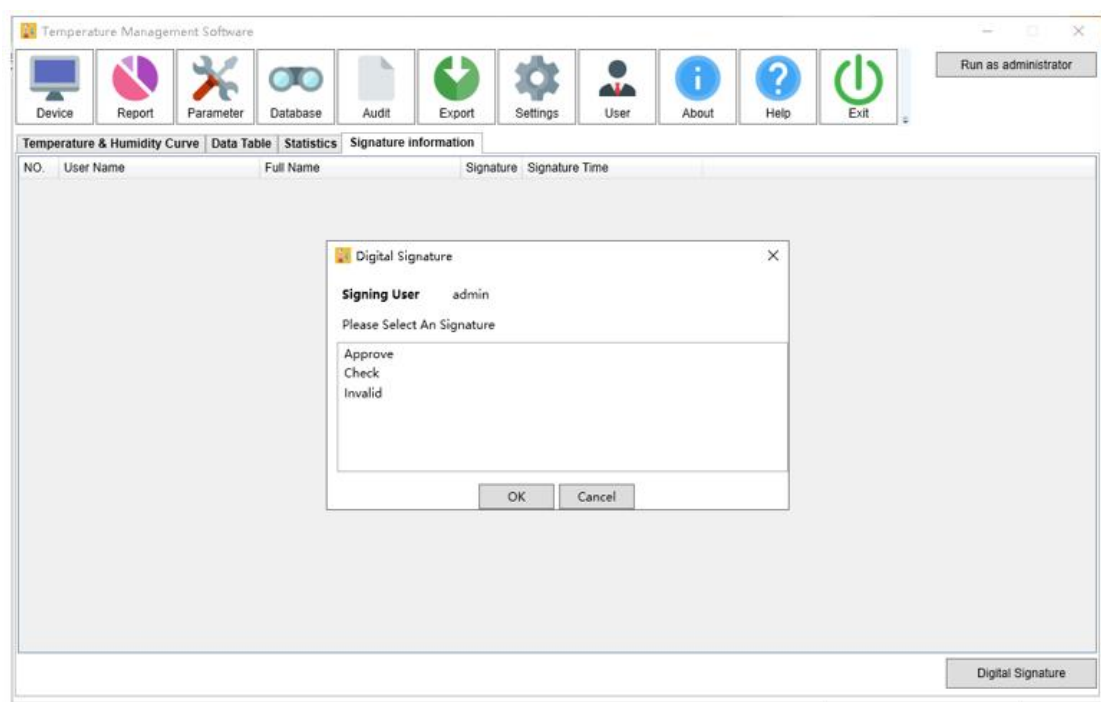 Temperature Management Software
Run as administrator
Device Report Parameter Database Audit Export Settings User About Help Exit
Temperature & Humidity Curve Data Table Statistics Signature information
NO. User Name Full Name Signature Signature Time
Digital Signature
Signing User admin
Please Select An Signature
Approve
Check
Invalid
OK Cancel
Digital Signature